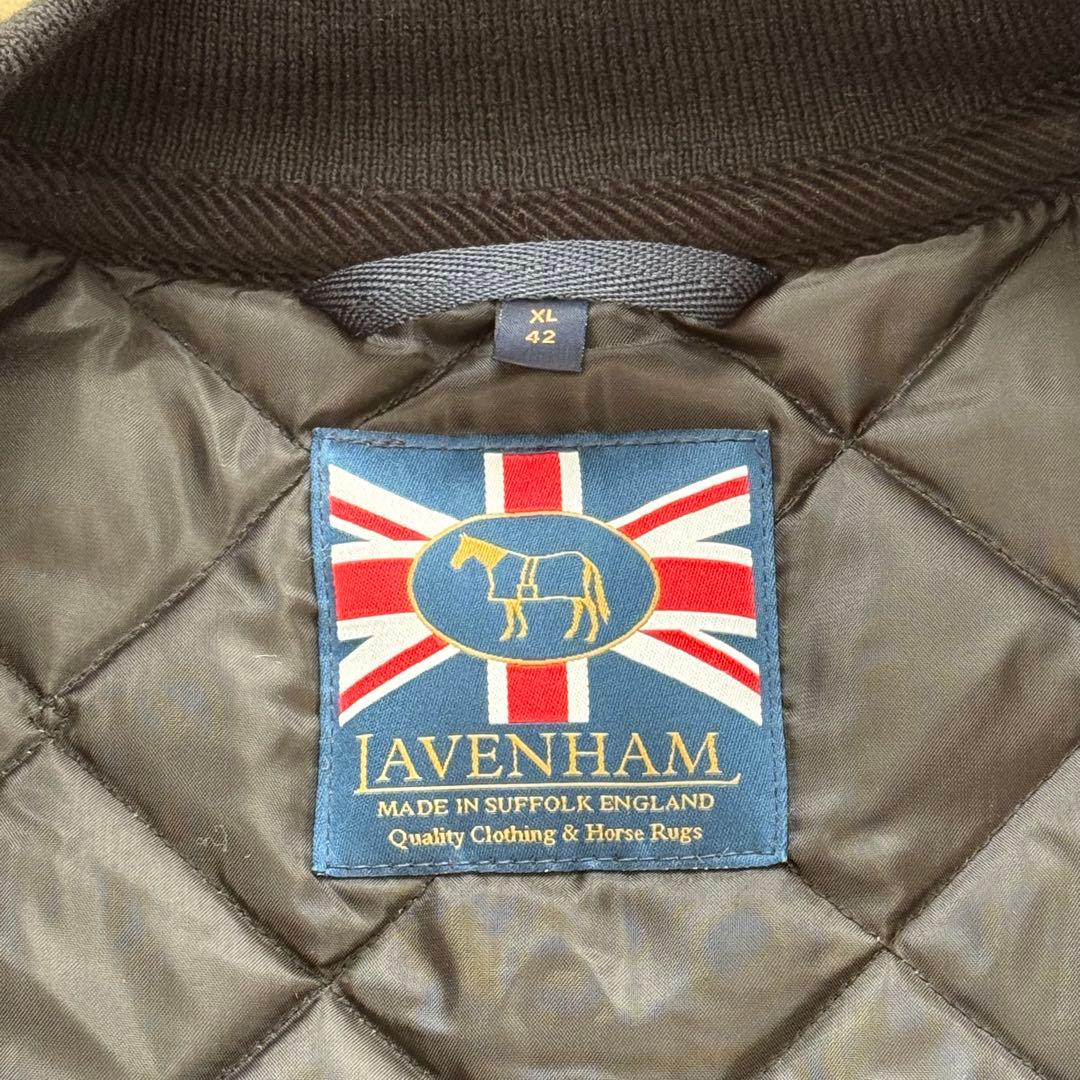 XL
42
LAVENHAM
MADE IN SUFFOLK ENGLAND
Quality Clothing & Horse Rugs